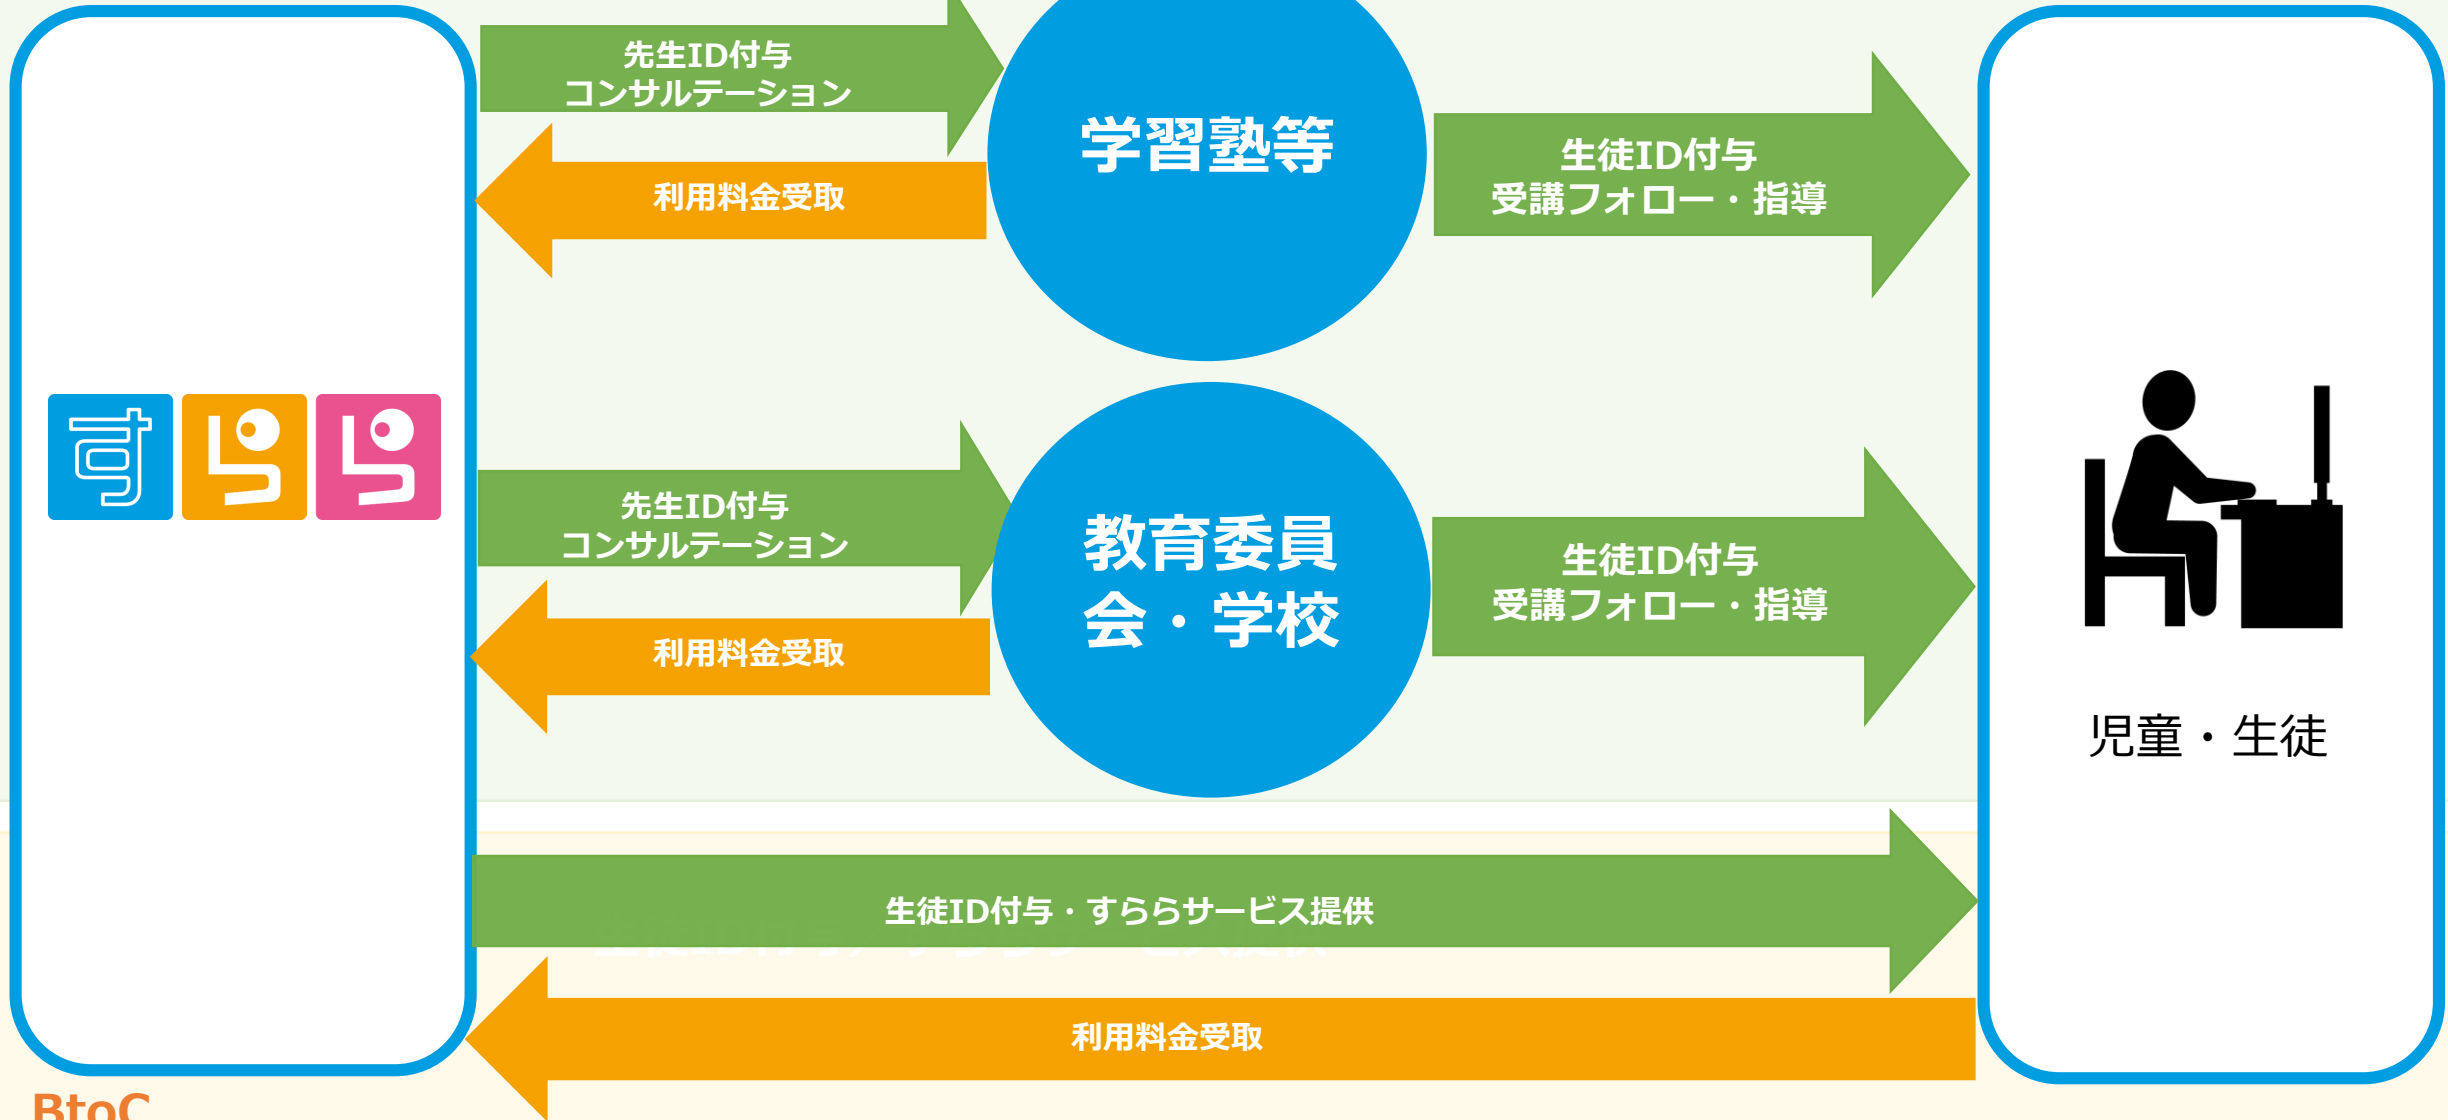 先生ID付与
コンサルテーション
利用料金受取
学習塾等
生徒ID付与
受講フォロー・指導
すらら
先生ID付与
コンサルテーション
利用料金受取
教育委員
会・学校
生徒ID付与
受講フォロー・指導
児童・生徒
生徒ID付与・すららサービス提供
利用料金受取
BtoC